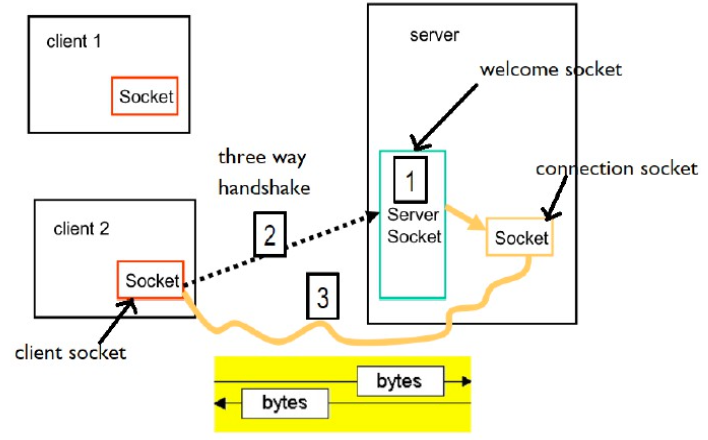 client 1
Socket
server
welcome socket
three way
handshake
1
Server
Socket
connection socket
Socket
client 2
2
Socket
3
client socket
bytes
bytes